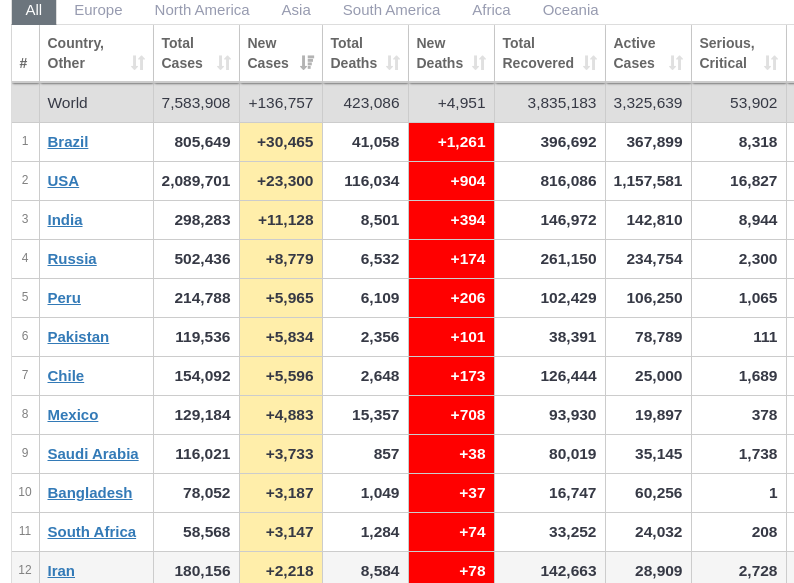 All Europe North America Asia South America Africa Oceania
# Country, Other Total Cases New Cases Total Deaths New Deaths Total Recovered Active Cases Serious, Critical
World 7,583,908 +136,757 423,086 +4,951 3,835,183 3,325,639 53,902
1 Brazil 805,649 +30,465 41,058 +1,261 396,692 367,899 8,318
2 USA 2,089,701 +23,300 116,034 +904 816,086 1,157,581 16,827
3 India 298,283 +11,128 8,501 +394 146,972 142,810 8,944
4 Russia 502,436 +8,779 6,532 +174 261,150 234,754 2,300
5 Peru 214,788 +5,965 6,109 +206 102,429 106,250 1,065
6 Pakistan 119,536 +5,834 2,356 +101 38,391 78,789 111
7 Chile 154,092 +5,596 2,648 +173 126,444 25,000 1,689
8 Mexico 129,184 +4,883 15,357 +708 93,930 19,897 378
9 Saudi Arabia 116,021 +3,733 857 +38 80,019 35,145 1,738
10 Bangladesh 78,052 +3,187 1,049 +37 16,747 60,256 1
11 South Africa 58,568 +3,147 1,284 +74 33,252 24,032 208
12 Iran 180,156 +2,218 8,584 +78 142,663 28,909 2,728